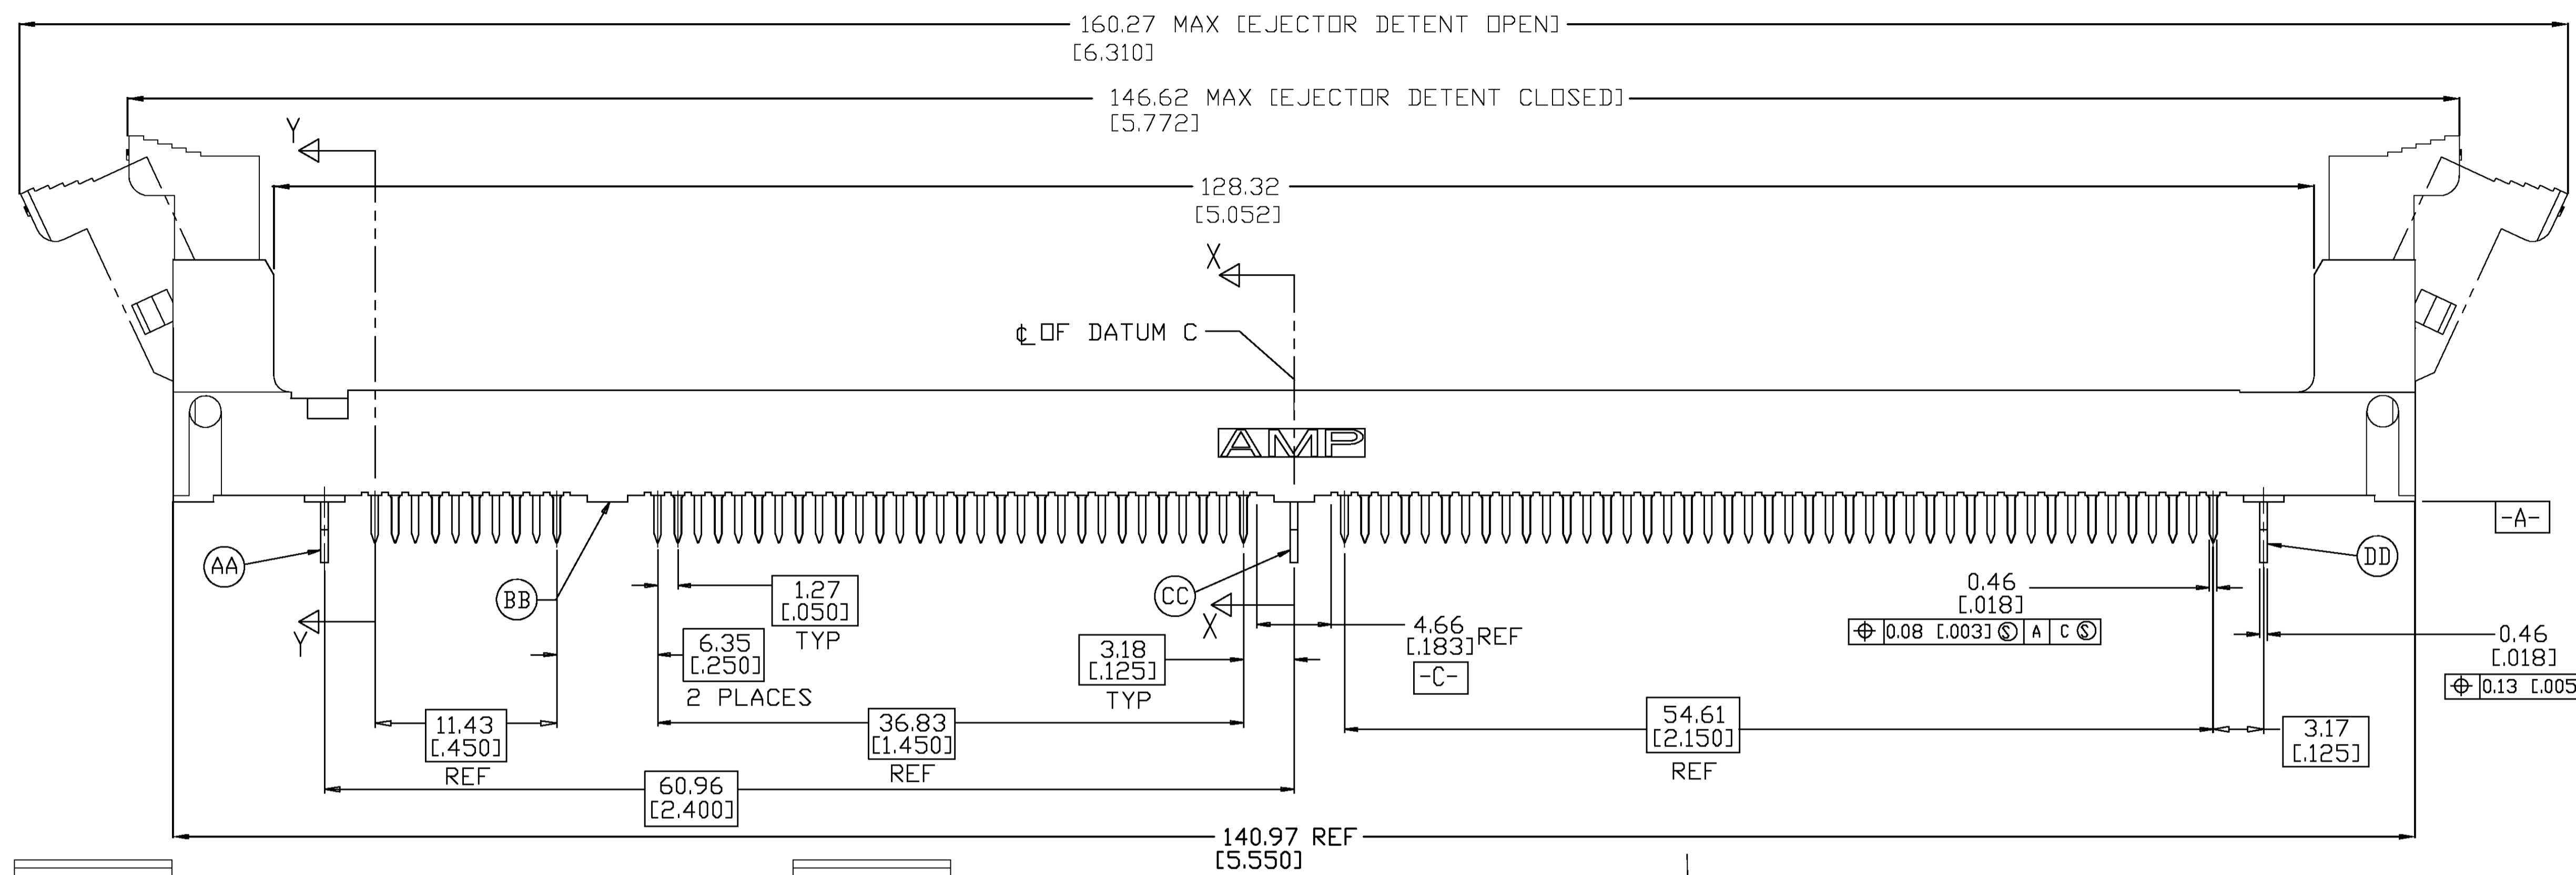 160.27 MAX [EJECTOR DETENT OPEN]
[6.310]
146.62 MAX [EJECTOR DETENT CLOSED]
[5.772]
Y
128.32
[5.052]
X
℄ OF DATUM C
AMP
-A-
AA
BB
CC
DD
1.27
[.050]
TYP
0.46
[.018]
⌖ 0.08 [.003] Ⓢ A C Ⓢ
Y
X
6.35
[.250]
2 PLACES
3.18
[.125]
TYP
4.66
[.183] REF
-C-
0.46
[.018]
⌖ 0.13 [.005
11.43
[.450]
REF
36.83
[1.450]
REF
54.61
[2.150]
REF
3.17
[.125]
60.96
[2.400]
140.97 REF
[5.550]